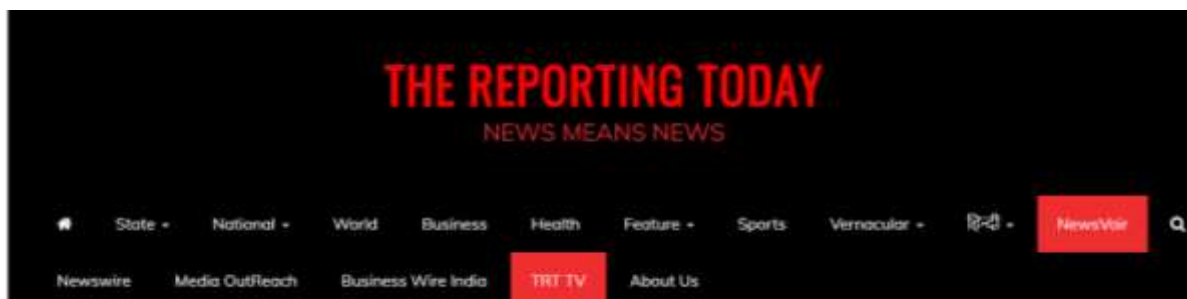 THE REPORTING TODAY
NEWS MEANS NEWS
State National World Business Health Feature Sports Vernacular हिन्दी NewsVoir
Newswire Media OutReach Business Wire India TRT TV About Us